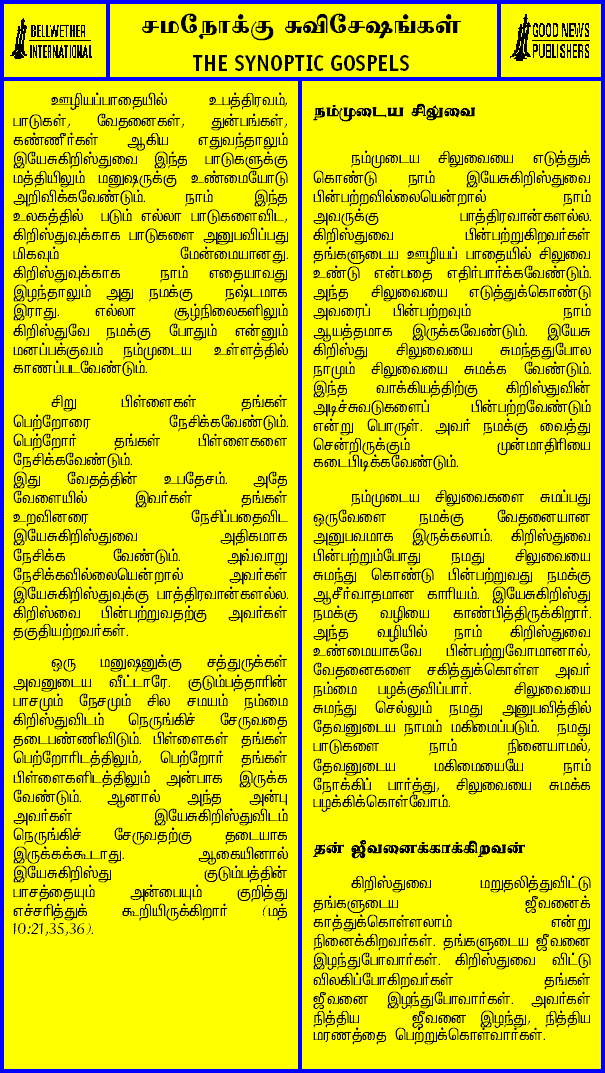 BELLWETHER
INTERNATIONAL
சமநோக்கு சுவிசேஷங்கள்
THE SYNOPTIC GOSPELS
GOOD NEWS
PUBLISHERS
ஊழியப்பாதையில் உபத்திரவம்,
பாடுகள், வேதனைகள், துன்பங்கள்,
கண்ணீர்கள் ஆகிய எதுவந்தாலும்
இயேசுகிறிஸ்துவை இந்த பாடுகளுக்கு
மத்தியிலும் மனுஷருக்கு உண்மையோடு
அறிவிக்கவேண்டும். நாம் இந்த
உலகத்தில் படும் எல்லா பாடுகளைவிட,
கிறிஸ்துவுக்காக பாடுகளை அனுபவிப்பது
மிகவும் மேன்மையானது.
கிறிஸ்துவுக்காக நாம் எதையாவது
இழந்தாலும் அது நமக்கு நஷ்டமாக
இராது. எல்லா சூழ்நிலைகளிலும்
கிறிஸ்துவே நமக்கு போதும் என்னும்
மனப்பக்குவம் நம்முடைய உள்ளத்தில்
காணப்படவேண்டும்.
சிறு பிள்ளைகள் தங்கள்
பெற்றோரை நேசிக்கவேண்டும்.
பெற்றோர் தங்கள் பிள்ளைகளை
நேசிக்கவேண்டும்.
இது வேதத்தின் உபதேசம். அதே
வேளையில் இவர்கள் தங்கள்
உறவினரை நேசிப்பதைவிட
இயேசுகிறிஸ்துவை அதிகமாக
நேசிக்க வேண்டும். அவ்வாறு
நேசிக்கவில்லையென்றால் அவர்கள்
இயேசுகிறிஸ்துவுக்கு பாத்திரவான்களல்ல.
கிறிஸ்வை பின்பற்றுவதற்கு அவர்கள்
தகுதியற்றவர்கள்.
ஒரு மனுஷனுக்கு சத்துருக்கள்
அவனுடைய வீட்டாரே. குடும்பத்தாரின்
பாசமும் நேசமும் சில சமயம் நம்மை
கிறிஸ்துவிடம் நெருங்கிச் சேருவதை
தடைபண்ணிவிடும். பிள்ளைகள் தங்கள்
பெற்றோரிடத்திலும், பெற்றோர் தங்கள்
பிள்ளைகளிடத்திலும் அன்பாக இருக்க
வேண்டும். ஆனால் அந்த அன்பு
அவர்கள் இயேசுகிறிஸ்துவிடம்
நெருங்கிச் சேருவதற்கு தடையாக
இருக்கக்கூடாது. ஆகையினால்
இயேசுகிறிஸ்து குடும்பத்தின்
பாசத்தையும் அன்பையும் குறித்து
எச்சரித்துக் கூறியிருக்கிறார் (மத்
10:21,35,36).
நம்முடைய சிலுவை
நம்முடைய சிலுவையை எடுத்துக்
கொண்டு நாம் இயேசுகிறிஸ்துவை
பின்பற்றவில்லையென்றால் நாம்
அவருக்கு பாத்திரவான்களல்ல.
கிறிஸ்துவை பின்பற்றுகிறவர்கள்
தங்களுடைய ஊழியப் பாதையில் சிலுவை
உண்டு என்பதை எதிர்பார்க்கவேண்டும்.
அந்த சிலுவையை எடுத்துக்கொண்டு
அவரைப் பின்பற்றவும் நாம்
ஆயத்தமாக இருக்கவேண்டும். இயேசு
கிறிஸ்து சிலுவையை சுமந்ததுபோல
நாமும் சிலுவையை சுமக்க வேண்டும்.
இந்த வாக்கியத்திற்கு கிறிஸ்துவின்
அடிச்சுவடுகளைப் பின்பற்றவேண்டும்
என்று பொருள். அவர் நமக்கு வைத்து
சென்றிருக்கும் முன்மாதிரியை
கடைபிடிக்கவேண்டும்.
நம்முடைய சிலுவைகளை சுமப்பது
ஒருவேளை நமக்கு வேதனையான
அனுபவமாக இருக்கலாம். கிறிஸ்துவை
பின்பற்றும்போது நமது சிலுவையை
சுமந்து கொண்டு பின்பற்றுவது நமக்கு
ஆசீர்வாதமான காரியம். இயேசுகிறிஸ்து
நமக்கு வழியை காண்பித்திருக்கிறார்.
அந்த வழியில் நாம் கிறிஸ்துவை
உண்மையாகவே பின்பற்றுவோமானால்,
வேதனைகளை சகித்துக்கொள்ள அவர்
நம்மை பழக்குவிப்பார். சிலுவையை
சுமந்து செல்லும் நமது அனுபவித்தில்
தேவனுடைய நாமம் மகிமைப்படும். நமது
பாடுகளை நாம் நினையாமல்,
தேவனுடைய மகிமையையே நாம்
நோக்கிப் பார்த்து, சிலுவையை சுமக்க
பழக்கிக்கொள்வோம்.
தன் ஜீவனைக்காக்கிறவன்
கிறிஸ்துவை மறுதலித்துவிட்டு
தங்களுடைய ஜீவனைக்
காத்துக்கொள்ளலாம் என்று
நினைக்கிறவர்கள். தங்களுடைய ஜீவனை
இழந்துபோவார்கள். கிறிஸ்துவை விட்டு
விலகிப்போகிறவர்கள் தங்கள்
ஜீவனை இழந்துபோவார்கள். அவர்கள்
நித்திய ஜீவனை இழந்து, நித்திய
மரணத்தை பெற்றுக்கொள்வார்கள்.